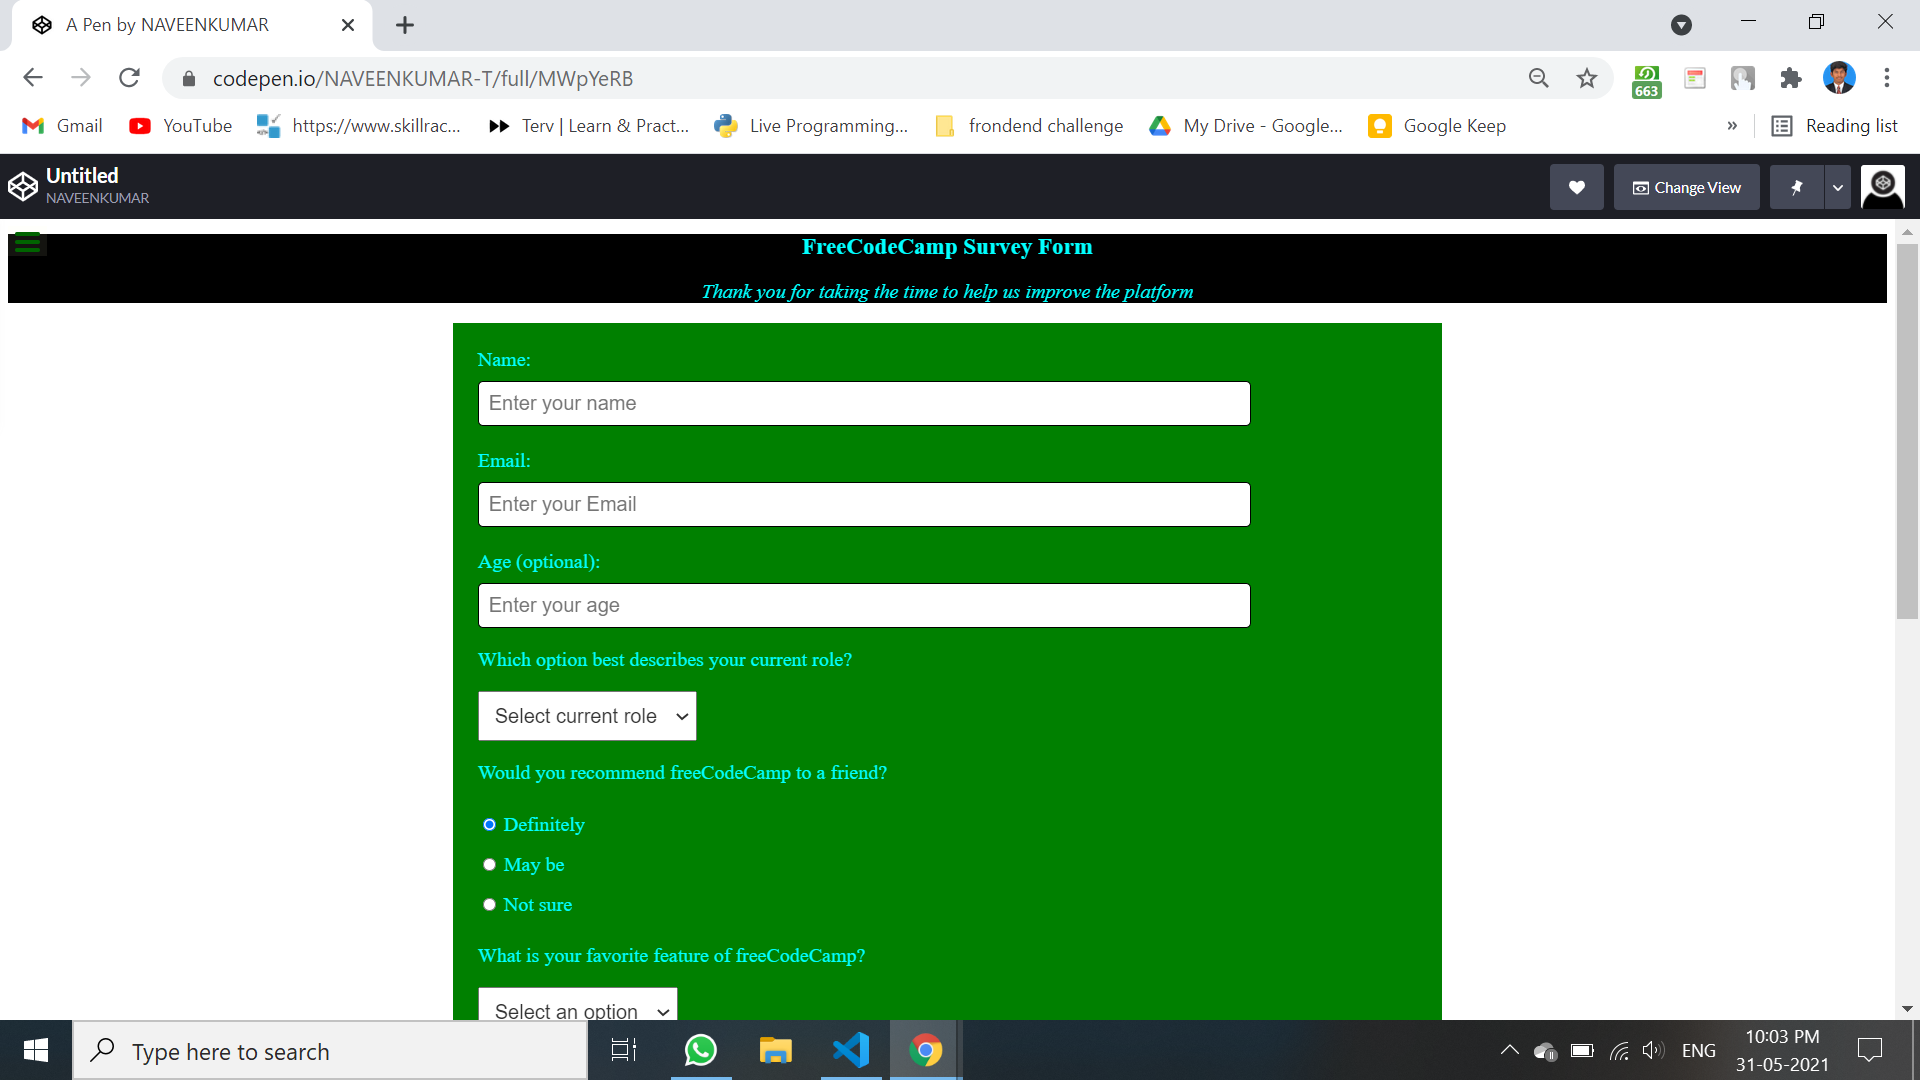 A Pen by NAVEENKUMAR
codepen.io/NAVEENKUMAR-T/full/MWpYeRB
663
Gmail YouTube https://www.skillrac... Terv | Learn & Pract... Live Programming... frondend challenge My Drive - Google... Google Keep » Reading list
Untitled
NAVEENKUMAR
Change View
FreeCodeCamp Survey Form
Thank you for taking the time to help us improve the platform
Name:
Enter your name
Email:
Enter your Email
Age (optional):
Enter your age
Which option best describes your current role?
Select current role
Would you recommend freeCodeCamp to a friend?
Definitely
May be
Not sure
What is your favorite feature of freeCodeCamp?
Select an option
Type here to search
ENG
10:03 PM
31-05-2021